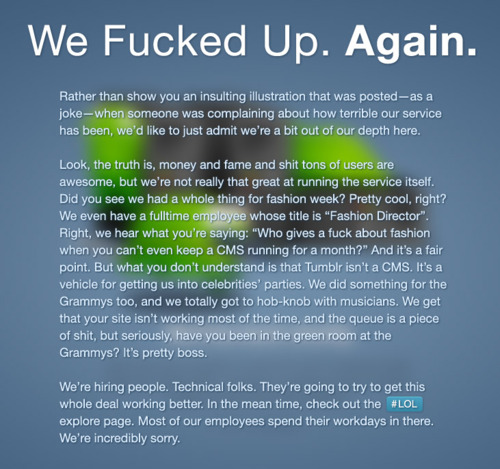 We Fucked Up. Again.
Rather than show you an insulting illustration that was posted—as a
joke—when someone was complaining about how terrible our service
has been, we'd like to just admit we're a bit out of our depth here.
Look, the truth is, money and fame and shit tons of users are
awesome, but we're not really that great at running the service itself.
Did you see we had a whole thing for fashion week? Pretty cool, right?
We even have a fulltime employee whose title is “Fashion Director”.
Right, we hear what you're saying: “Who gives a fuck about fashion
when you can't even keep a CMS running for a month?” And it's a fair
point. But what you don't understand is that Tumblr isn't a CMS. It's a
vehicle for getting us into celebrities' parties. We did something for the
Grammys too, and we totally got to hob-knob with musicians. We get
that your site isn't working most of the time, and the queue is a piece
of shit, but seriously, have you been in the green room at the
Grammys? It's pretty boss.
We're hiring people. Technical folks. They're going to try to get this
whole deal working better. In the mean time, check out the #LOL
explore page. Most of our employees spend their workdays in there.
We're incredibly sorry.